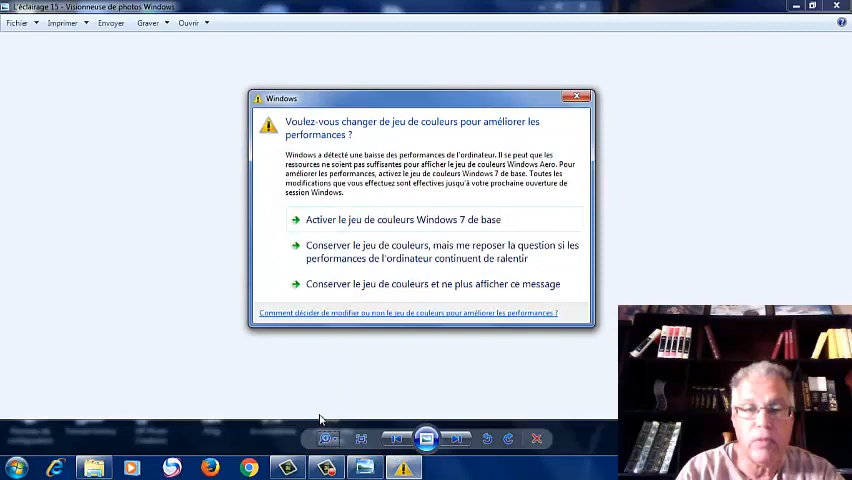 L'éclairage 15 - Visionneuse de photos Windows
Fichier Imprimer Envoyer Graver Ouvrir
Windows
Voulez-vous changer de jeu de couleurs pour améliorer les
performances ?
Windows a détecté une baisse des performances de l'ordinateur. Il se peut que les
ressources ne soient pas suffisantes pour afficher le jeu de couleurs Windows Aero. Pour
améliorer les performances, activez le jeu de couleurs Windows 7 de base. Toutes les
modifications que vous effectuez sont effectives jusqu'à votre prochaine ouverture de
session Windows.
Activer le jeu de couleurs Windows 7 de base
Conserver le jeu de couleurs, mais me reposer la question si les
performances de l'ordinateur continuent de ralentir
Conserver le jeu de couleurs et ne plus afficher ce message
Comment décider de modifier ou non le jeu de couleurs pour améliorer les performances ?